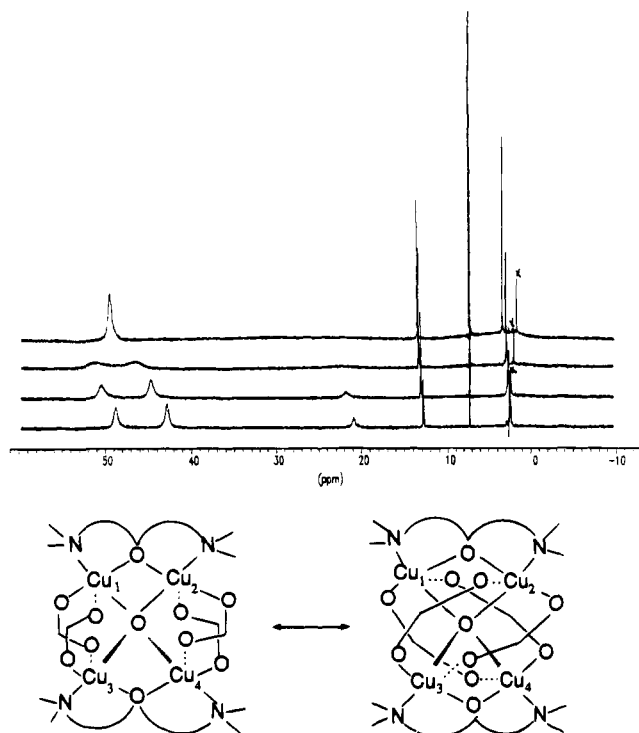 x
x
x
50 40 30 20 10 0 -10
(ppm)
N O N N O N
Cu1 Cu2 Cu1 O O Cu2
O O O O O O
O O O O O O
O O O O O O
Cu3 Cu4 Cu3 O Cu4
N O N N O N